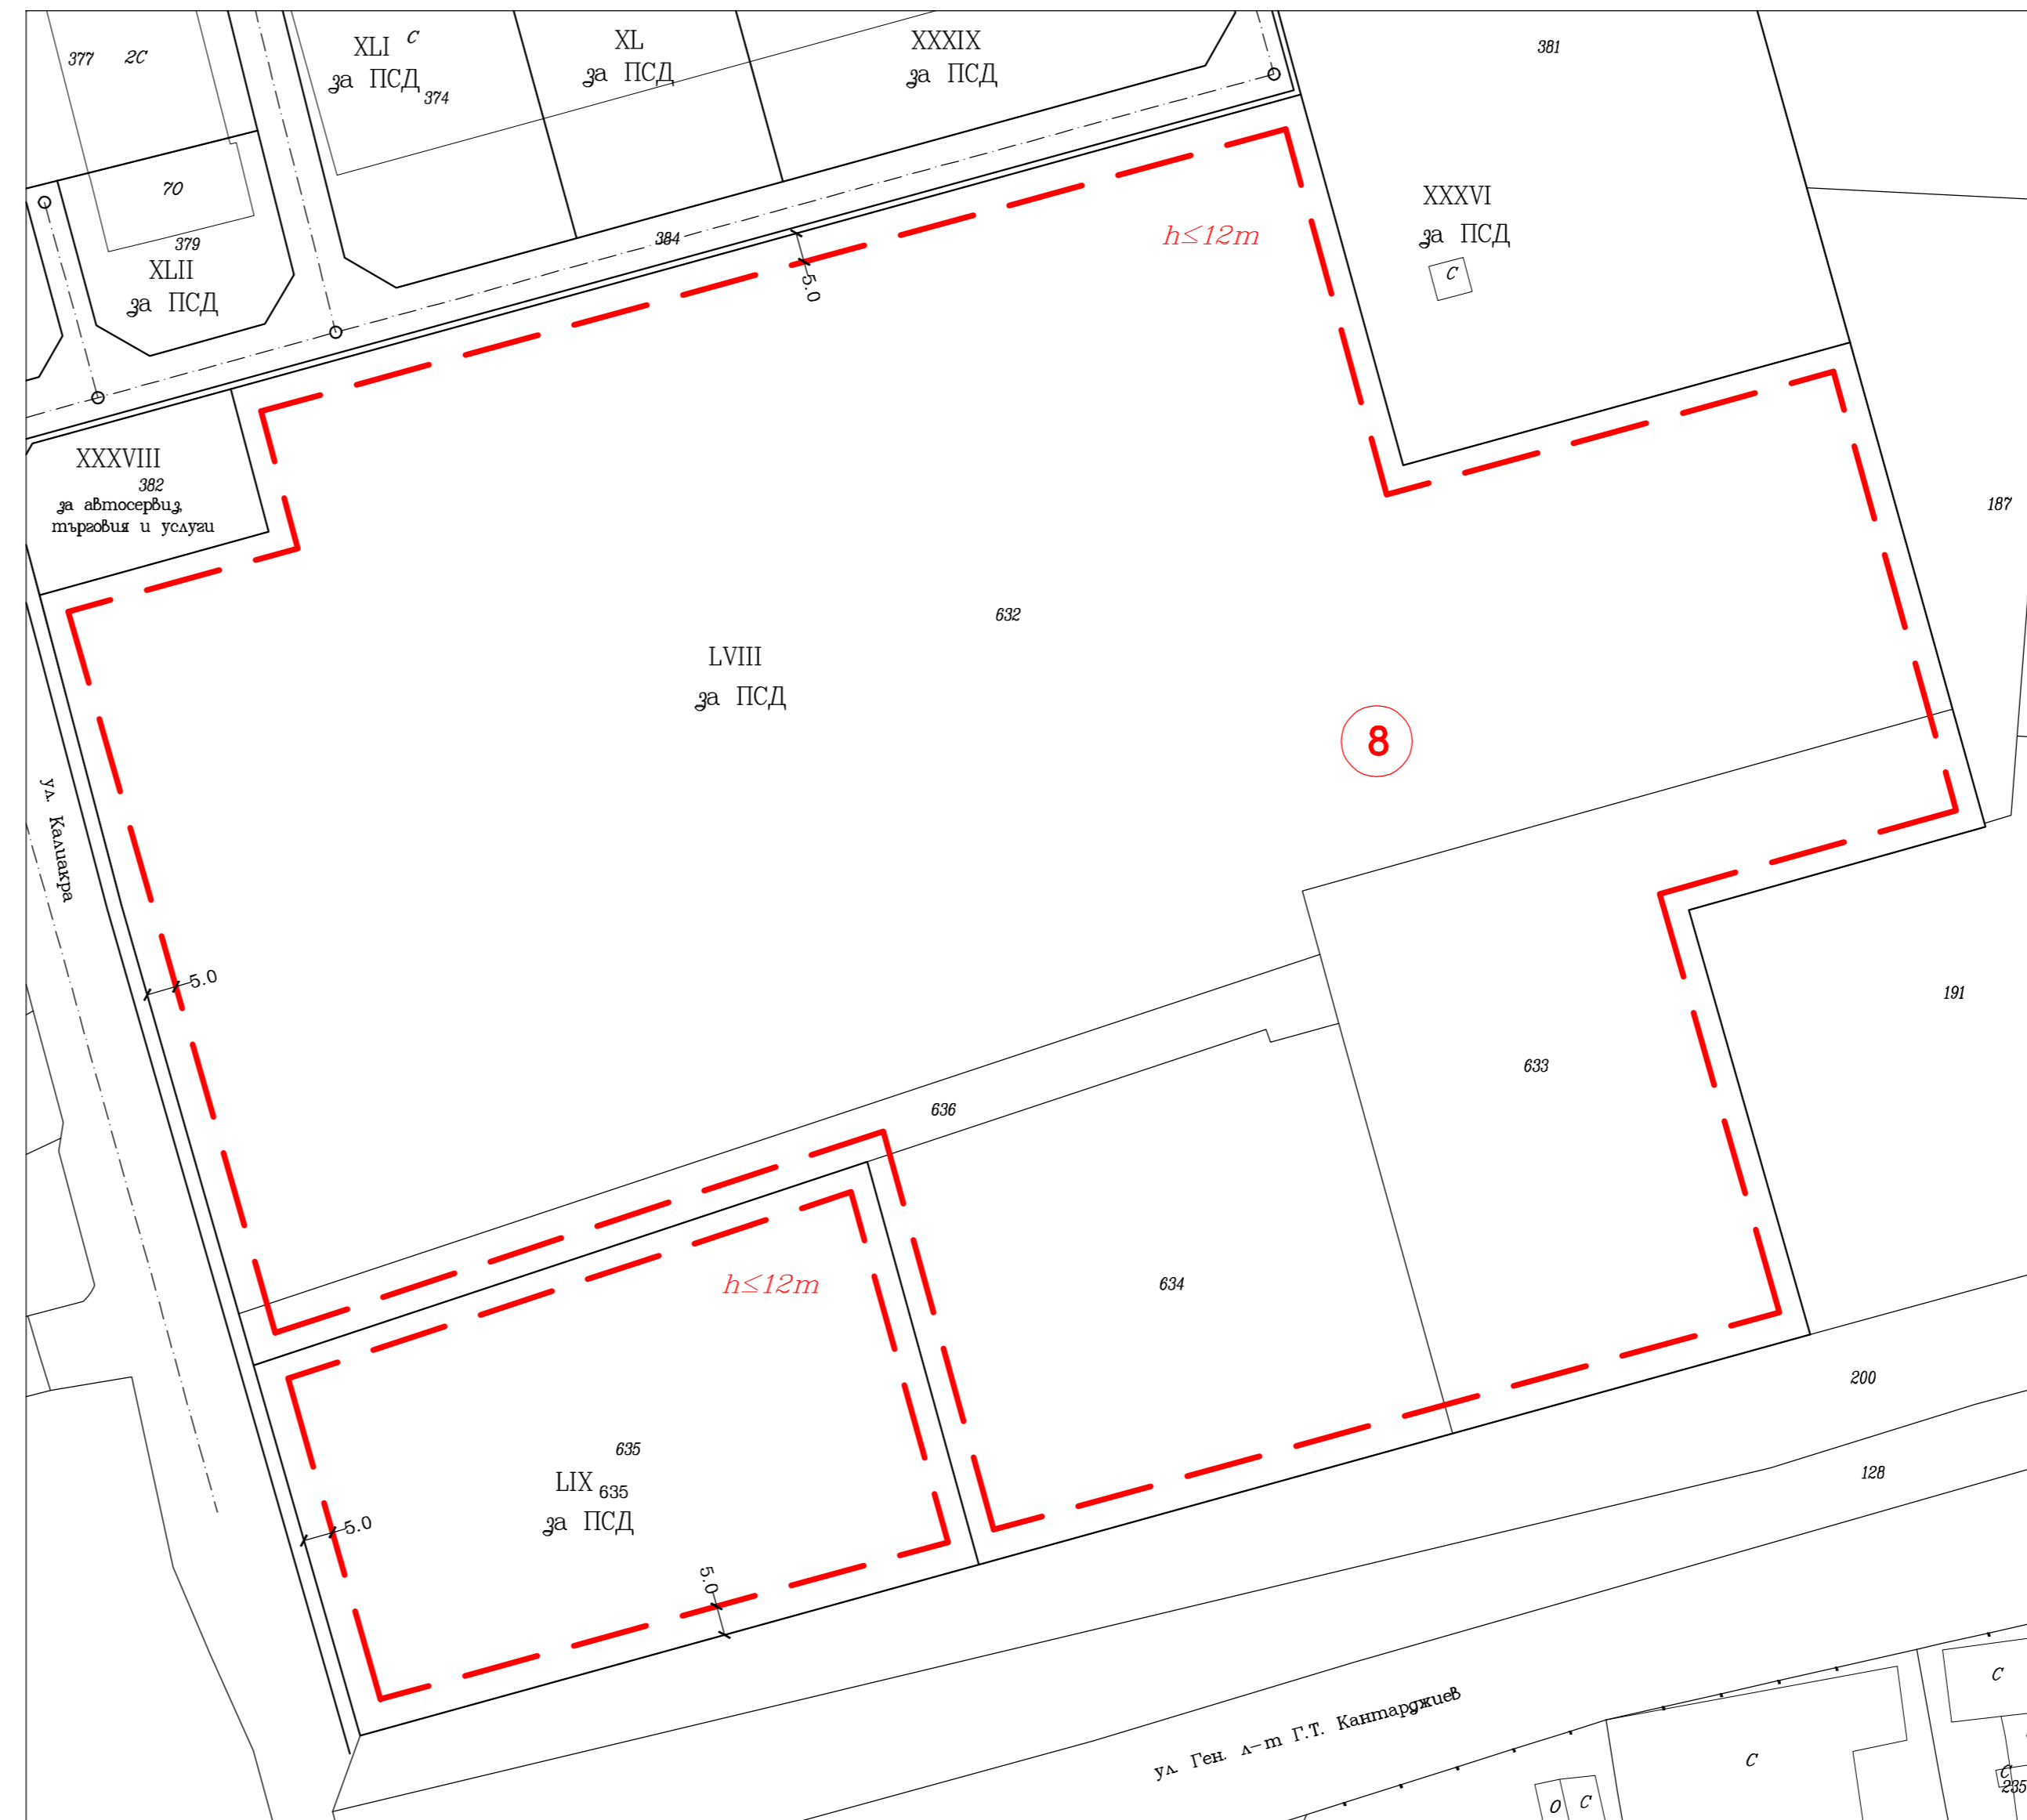 377 2С
XLI С
за ПСД 374
XL
за ПСД
XXXIX
за ПСД
381
70
379
XLII
за ПСД
384
h≤12m
XXXVI
за ПСД
С
5.0
XXXVIII
382
за автосервиз,
търговия и услуги
187
632
LVIII
за ПСД
8
ул. Калиакра
5.0
191
633
636
634
h≤12m
200
635
LIX 635
за ПСД
128
5.0
5.0
ул. Ген. л-т Г.Т. Кантарджиев
С
С
С
235
О С